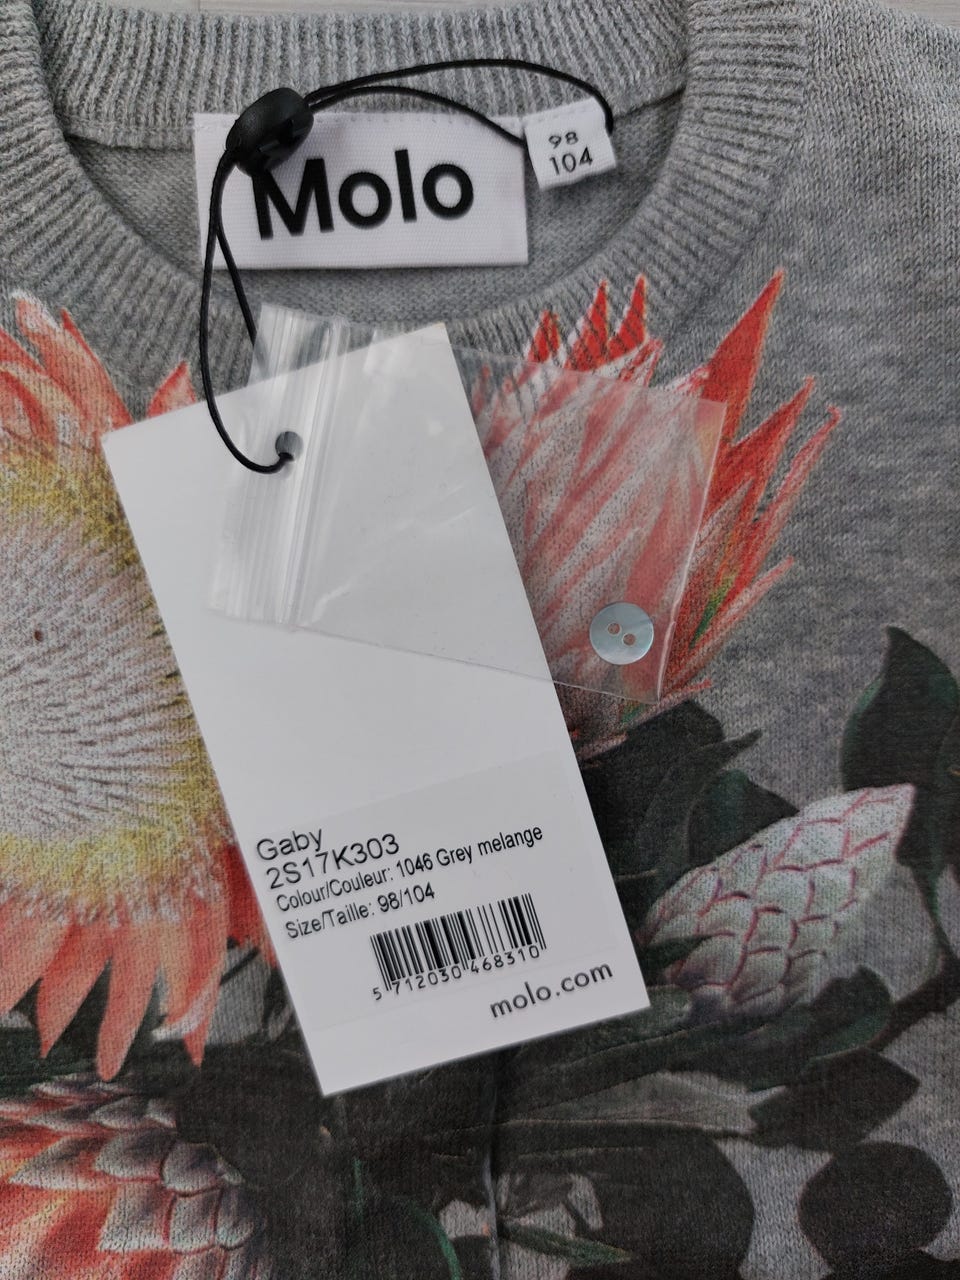 Molo
98
104
Gaby
2S17K303
Colour/Couleur: 1046 Grey melange
Size/Taille: 98/104
5 712030 468310
molo.com